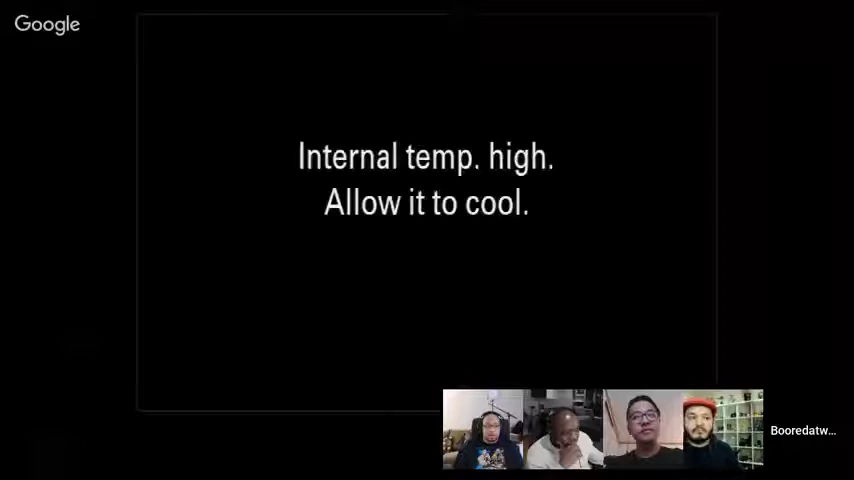 Google
Internal temp. high.
Allow it to cool.
Booredatw...